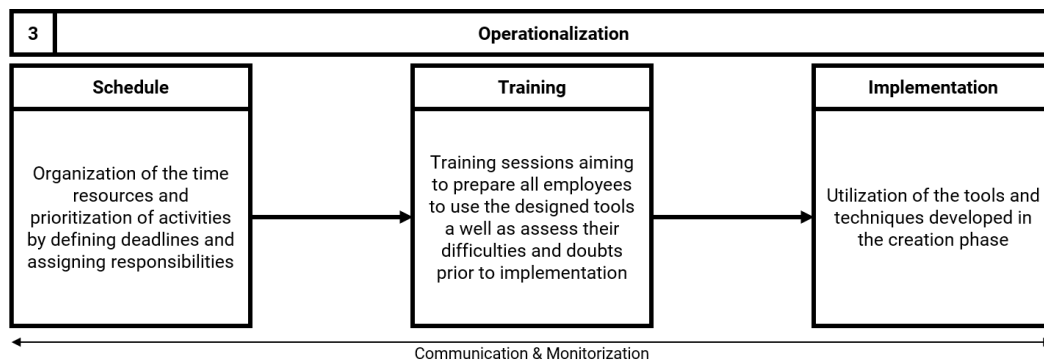 3
Operationalization
Schedule
Organization of the time
resources and
prioritization of activities
by defining deadlines and
assigning responsibilities
Training
Training sessions aiming
to prepare all employees
to use the designed tools
a well as assess their
difficulties and doubts
prior to implementation
Implementation
Utilization of the tools and
techniques developed in
the creation phase
Communication & Monitorization